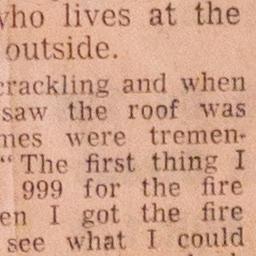 who lives at the
outside.
crackling and when
saw the roof was
mes were tremen-
“The first thing I
999 for the fire
en I got the fire
see what I could